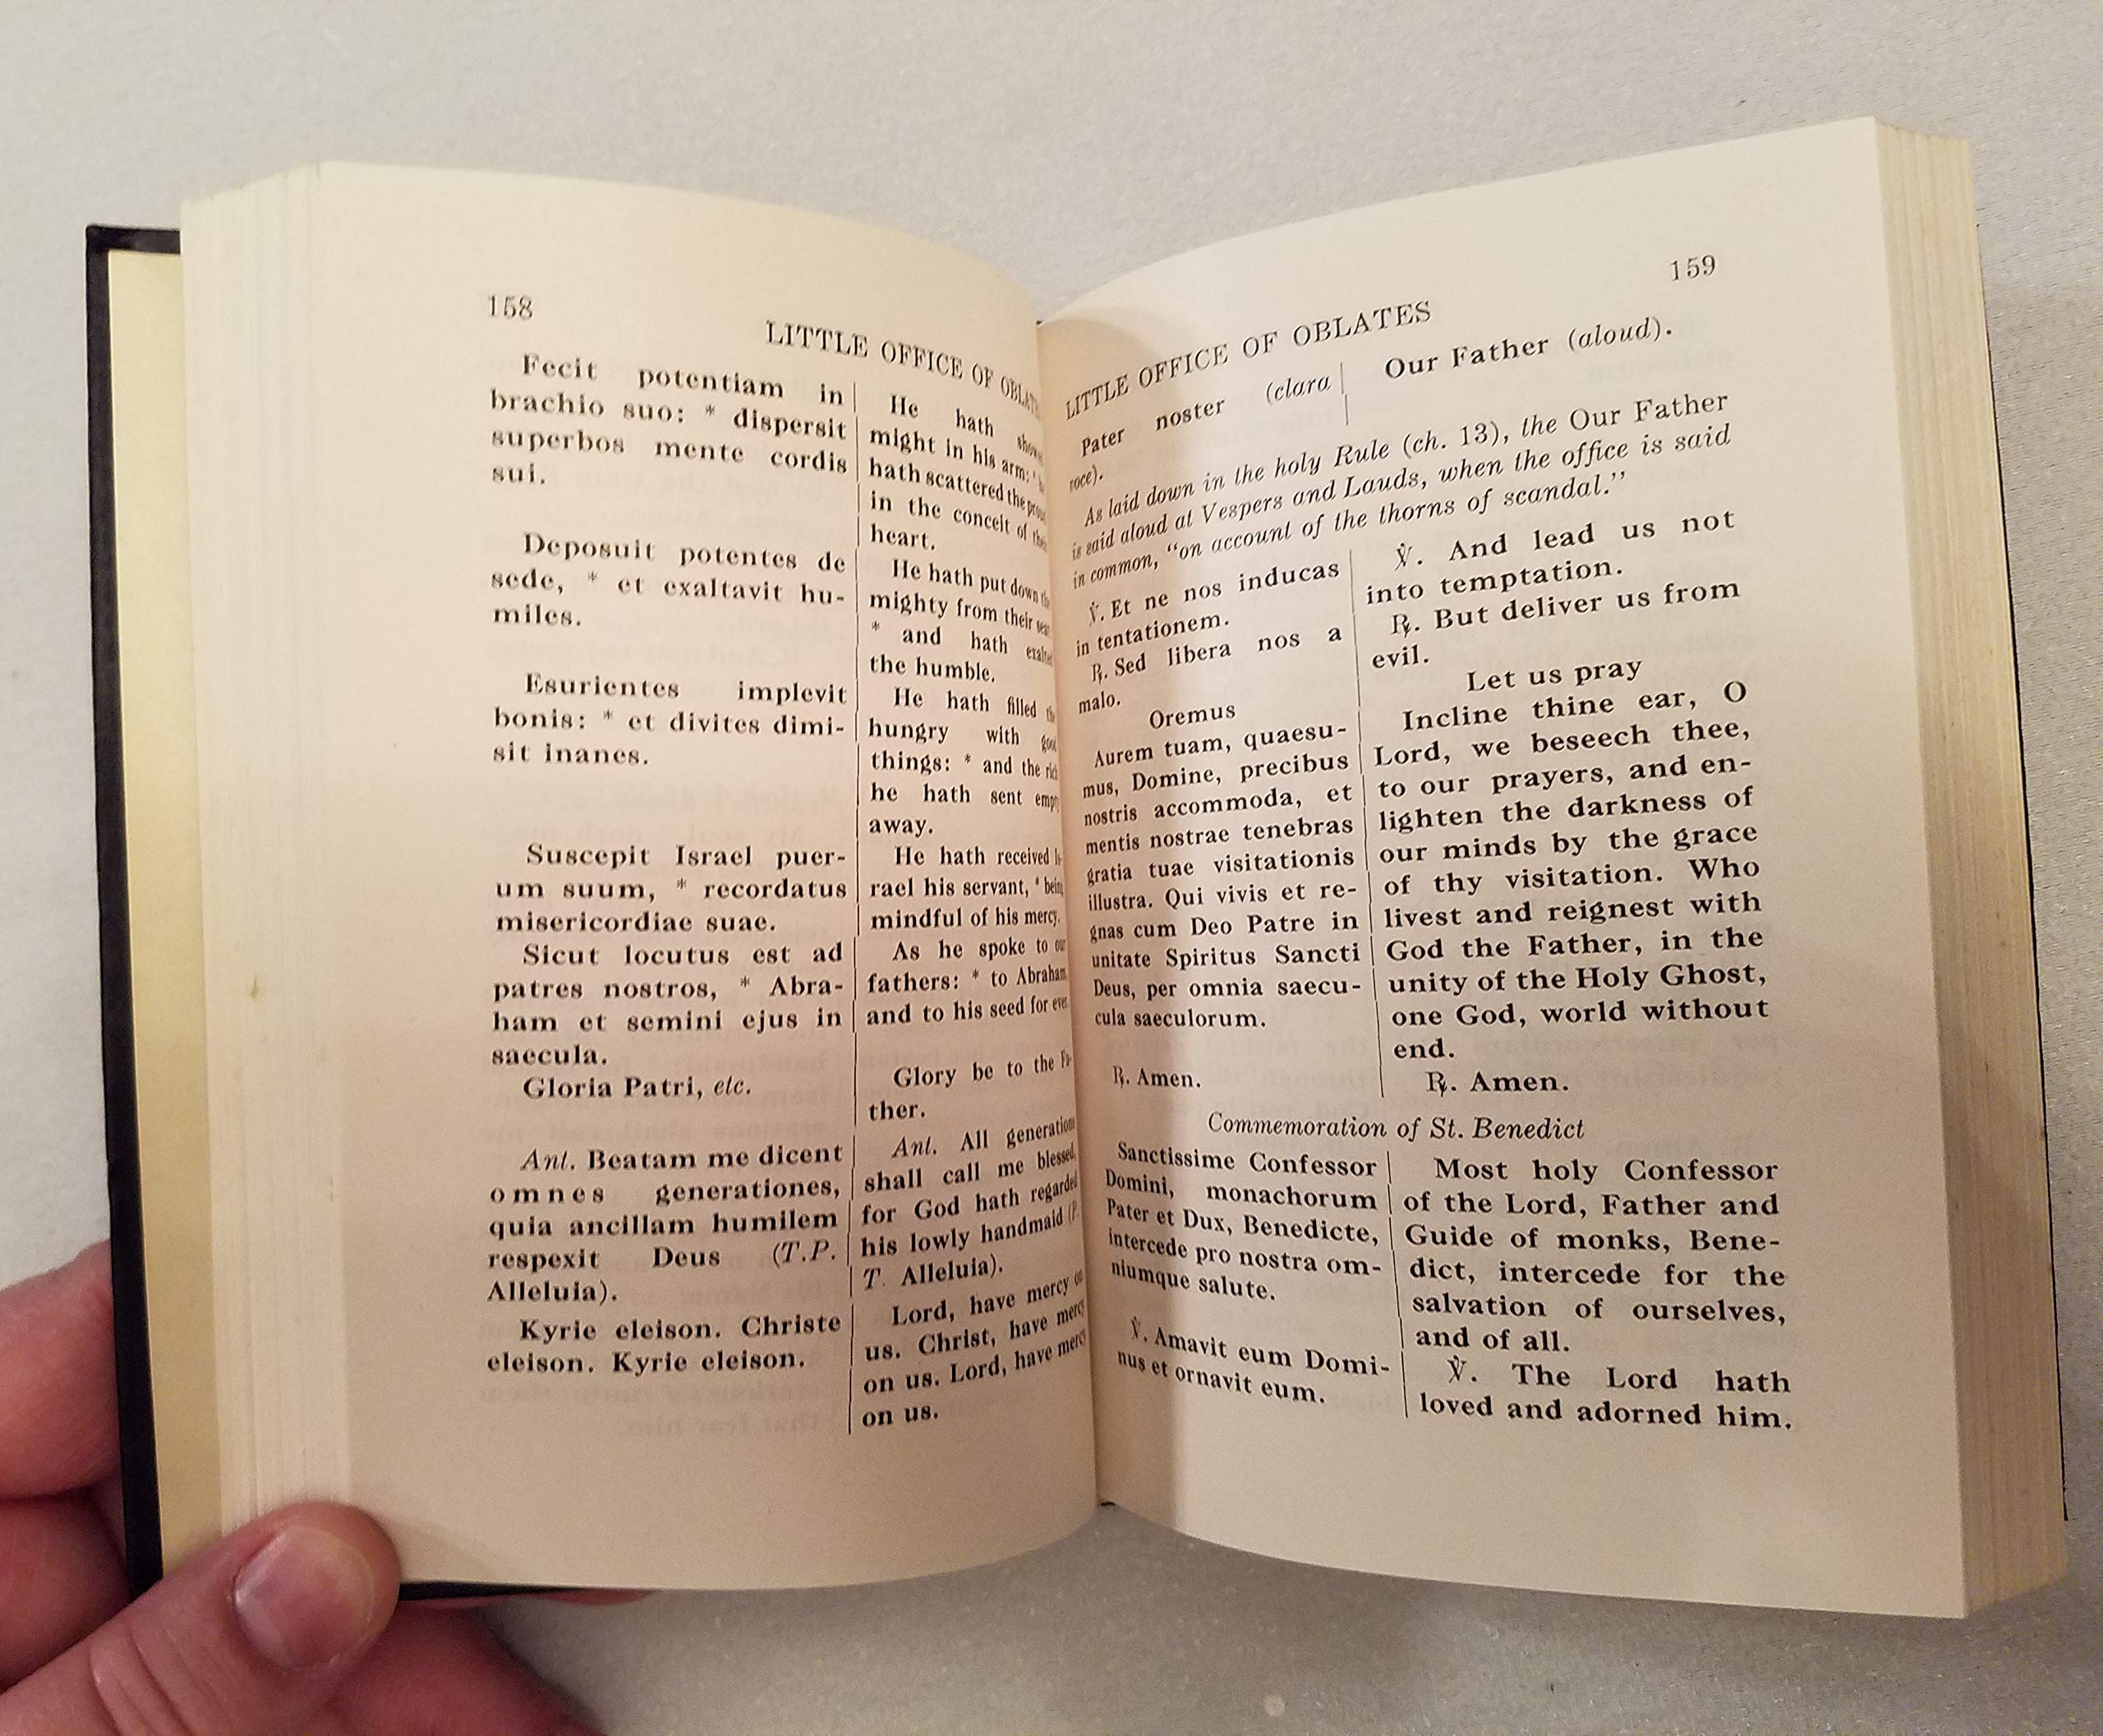 158
LITTLE OFFICE OF
Fecit potentiam in
brachio suo: * dispersit
superbos mente cordis
sui.
Deposuit potentes de
sede, * et exaltavit hu-
miles.
Esurientes implevit
bonis: * et divites dimi-
sit inanes.
Suscepit Israel puer-
um suum, * recordatus
misericordiae suae.
Sicut locutus est ad
patres nostros, * Abra-
ham et semini ejus in
saecula.
Gloria Patri, etc.
Ant. Beatam me dicent
omnes generationes,
quia ancillam humilem
respexit Deus (T.P.
Alleluia).
Kyrie eleison. Christe
eleison. Kyrie eleison.
He hath
might in his arm: *
hath scattered the
in the conceit of
heart.
He hath put down
mighty from their
* and hath
the humble.
He hath filled
hungry with
things: * and the
he hath sent
away.
He hath received Is-
rael his servant, * being
mindful of his mercy.
As he spoke to our
fathers: * to Abraham
and to his seed for ever.
Glory be to the Fa-
ther.
Ant. All generations
shall call me blessed,
for God hath regarded
his lowly handmaid (P.
T. Alleluia).
Lord, have mercy on
us. Christ, have mercy
on us. Lord, have mercy
on us.
159
LITTLE OFFICE OF OBLATES
Pater noster (clara
voce).
Our Father (aloud).
As laid down in the holy Rule (ch. 13), the Our Father
is said aloud at Vespers and Lauds, when the office is said
in common, "on account of the thorns of scandal."
℣. Et ne nos inducas
in tentationem.
℟. Sed libera nos a
malo.
Oremus
Aurem tuam, quaesu-
mus, Domine, precibus
nostris accommoda, et
mentis nostrae tenebras
gratia tuae visitationis
illustra. Qui vivis et re-
gnas cum Deo Patre in
unitate Spiritus Sancti
Deus, per omnia saecu-
cula saeculorum.
℟. Amen.
℣. And lead us not
into temptation.
℟. But deliver us from
evil.
Let us pray
Incline thine ear, O
Lord, we beseech thee,
to our prayers, and en-
lighten the darkness of
our minds by the grace
of thy visitation. Who
livest and reignest with
God the Father, in the
unity of the Holy Ghost,
one God, world without
end.
℟. Amen.
Commemoration of St. Benedict
Sanctissime Confessor
Domini, monachorum
Pater et Dux, Benedicte,
intercede pro nostra om-
niumque salute.
℣. Amavit eum Domi-
nus et ornavit eum.
Most holy Confessor
of the Lord, Father and
Guide of monks, Bene-
dict, intercede for the
salvation of ourselves,
and of all.
℣. The Lord hath
loved and adorned him.